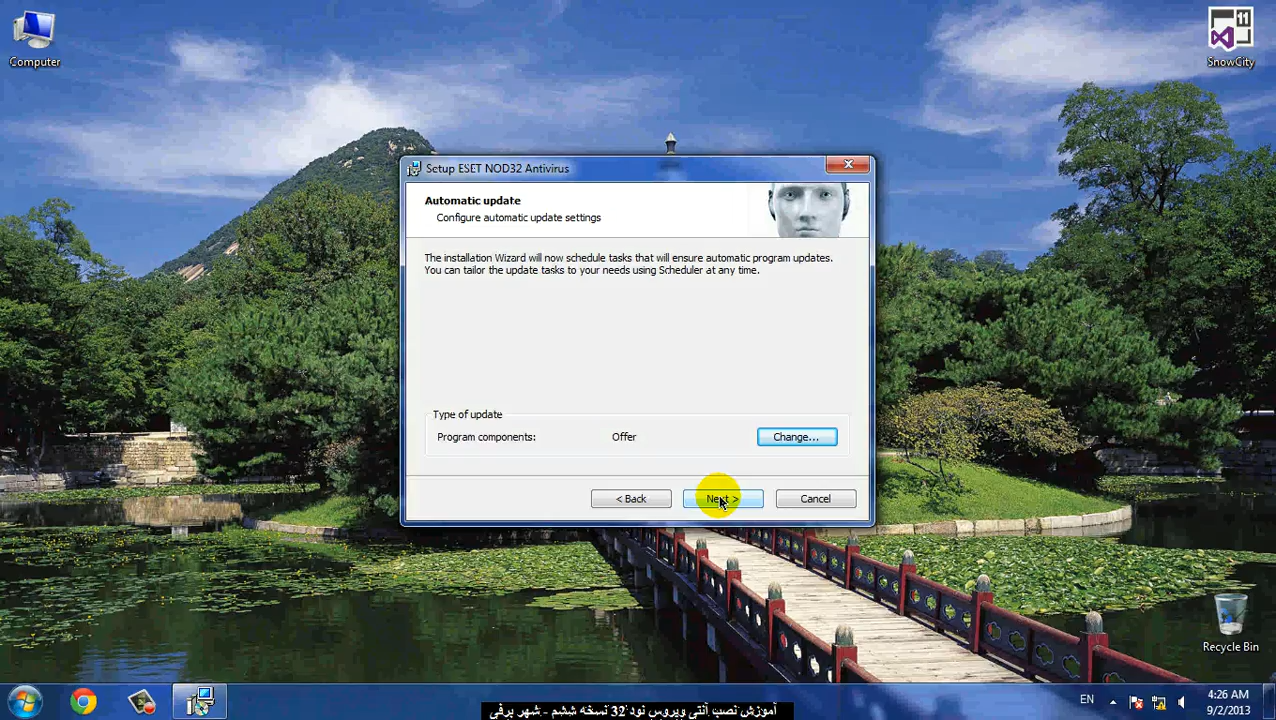 Computer
11
SnowCity
Setup ESET NOD32 Antivirus
Automatic update
Configure automatic update settings
The installation Wizard will now schedule tasks that will ensure automatic program updates.
You can tailor the update tasks to your needs using Scheduler at any time.
Type of update
Program components: Offer Change...
< Back Next > Cancel
Recycle Bin
EN
4:26 AM
9/2/2013
آموزش نصب آنتی ویروس نود 32 نسخه ششم - شهر برفی